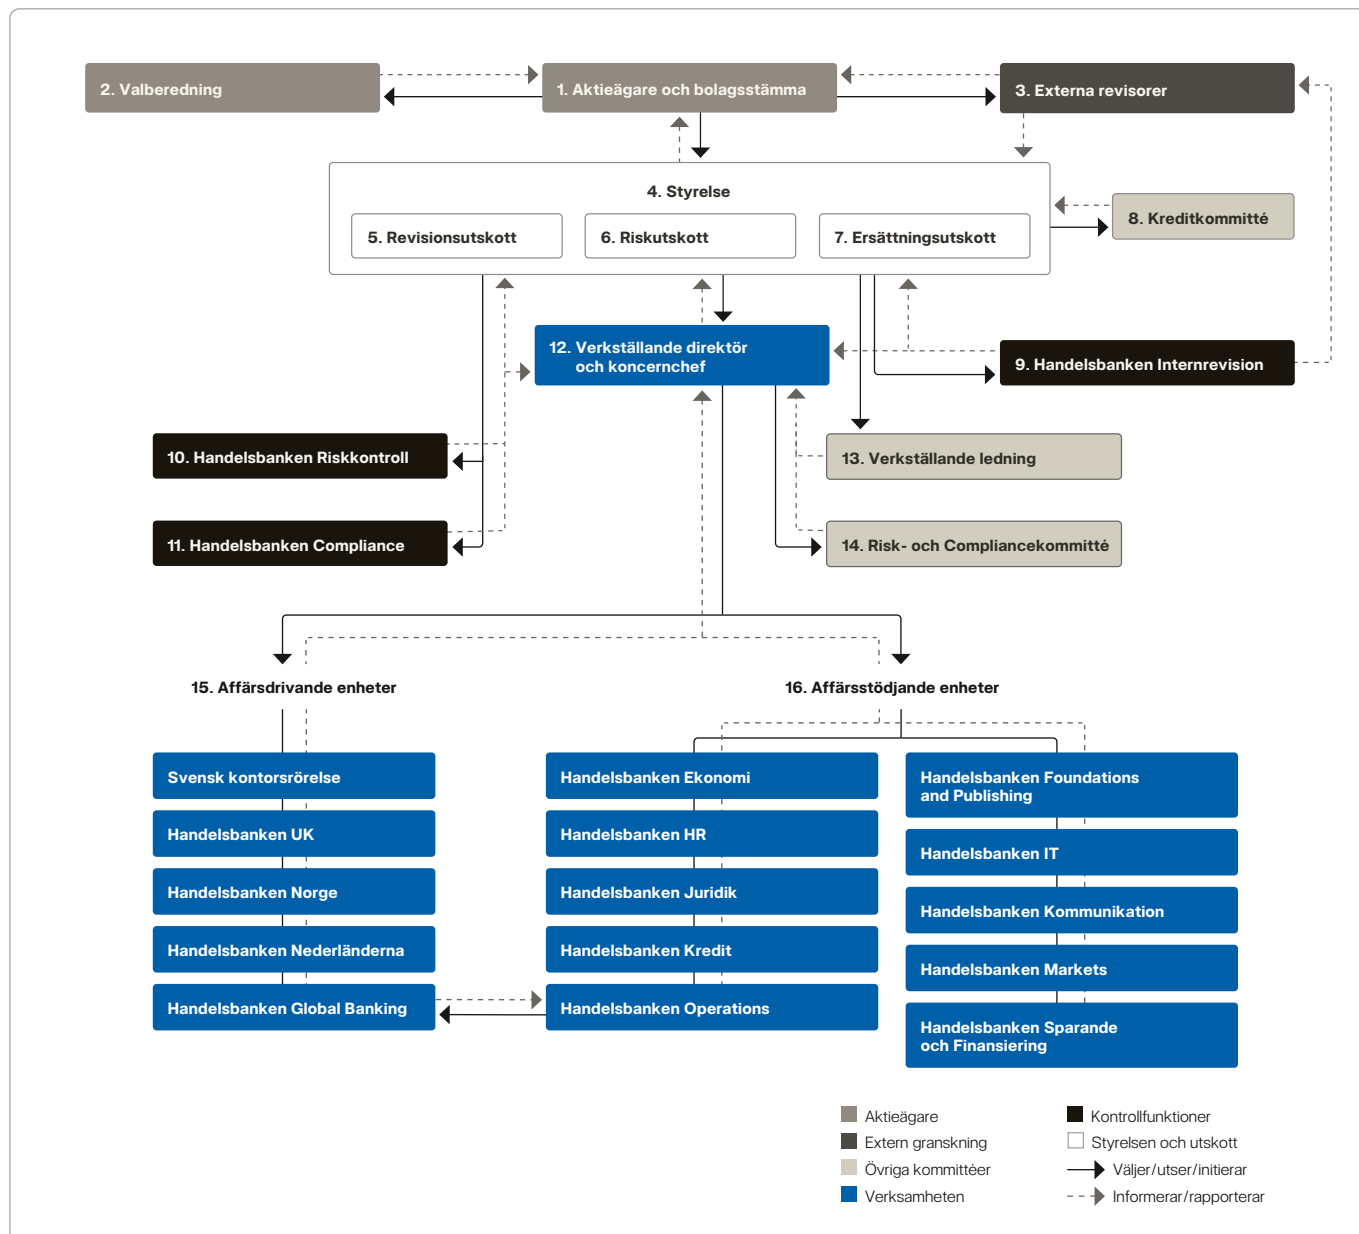 2. Valberedning
1. Aktieägare och bolagsstämma
3. Externa revisorer
4. Styrelse
5. Revisionsutskott
6. Riskutskott
7. Ersättningsutskott
8. Kreditkommitté
12. Verkställande direktör
och koncernchef
9. Handelsbanken Internrevision
10. Handelsbanken Riskkontroll
13. Verkställande ledning
11. Handelsbanken Compliance
14. Risk- och Compliancekommitté
15. Affärsdrivande enheter
16. Affärsstödjande enheter
Svensk kontorsrörelse
Handelsbanken UK
Handelsbanken Norge
Handelsbanken Nederländerna
Handelsbanken Global Banking
Handelsbanken Ekonomi
Handelsbanken HR
Handelsbanken Juridik
Handelsbanken Kredit
Handelsbanken Operations
Handelsbanken Foundations
and Publishing
Handelsbanken IT
Handelsbanken Kommunikation
Handelsbanken Markets
Handelsbanken Sparande
och Finansiering
Aktieägare
Extern granskning
Övriga kommittéer
Verksamheten
Kontrollfunktioner
Styrelsen och utskott
Väljer/utser/initierar
Informerar/rapporterar